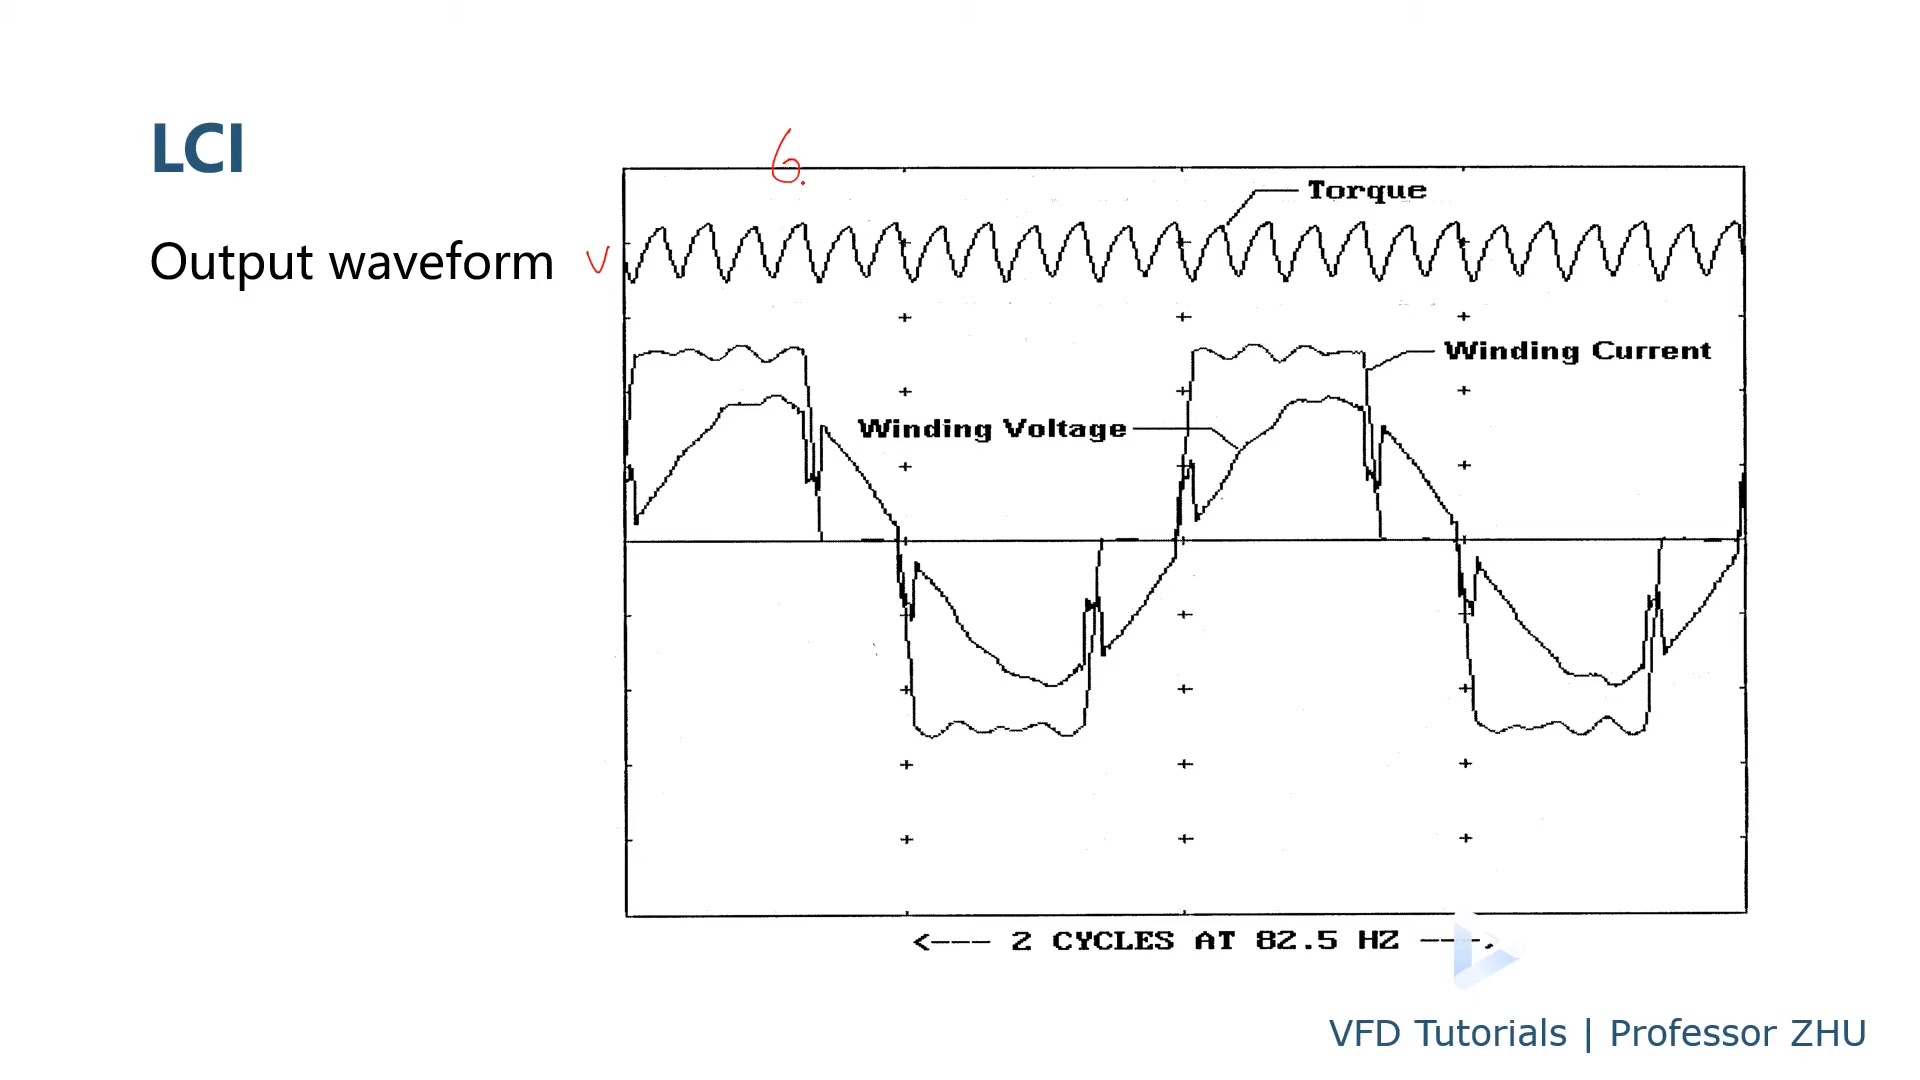 LCI
6.
Torque
Output waveform v
Winding Current
Winding Voltage
<--- 2 CYCLES AT 82.5 HZ --->
VFD Tutorials | Professor ZHU